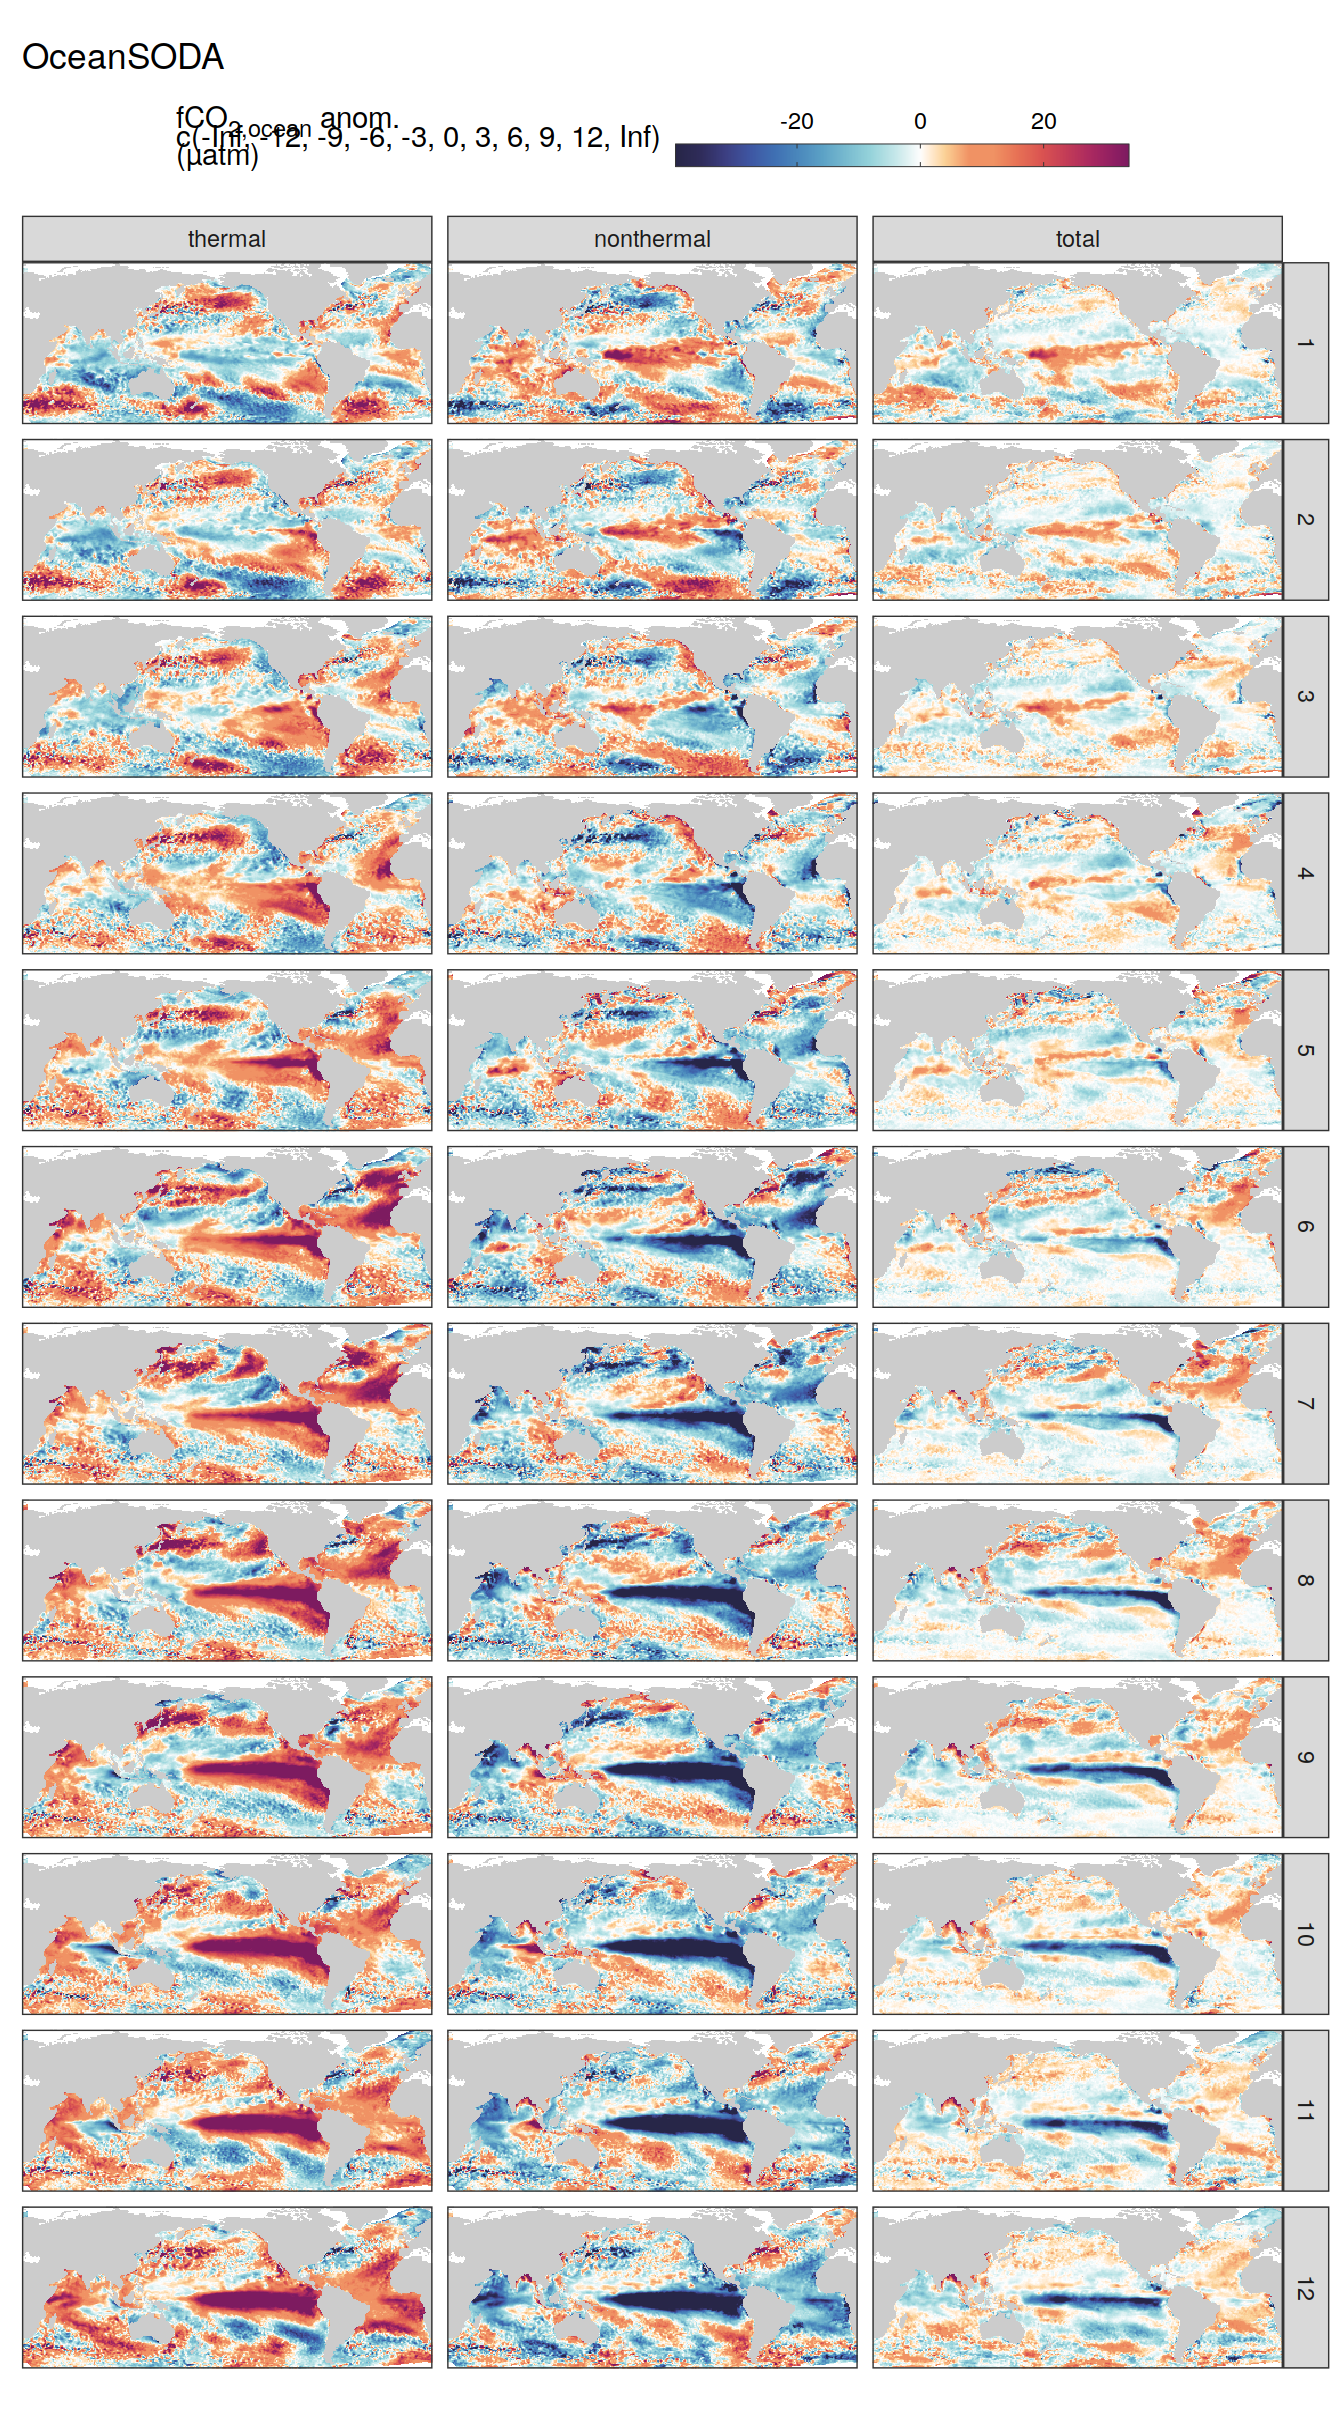 OceanSODA
fCO2,ocean anom.
c(-Inf, -12, -9, -6, -3, 0, 3, 6, 9, 12, Inf)
(µatm)
-20 0 20
thermal nonthermal total
1
2
3
4
5
6
7
8
9
10
11
12